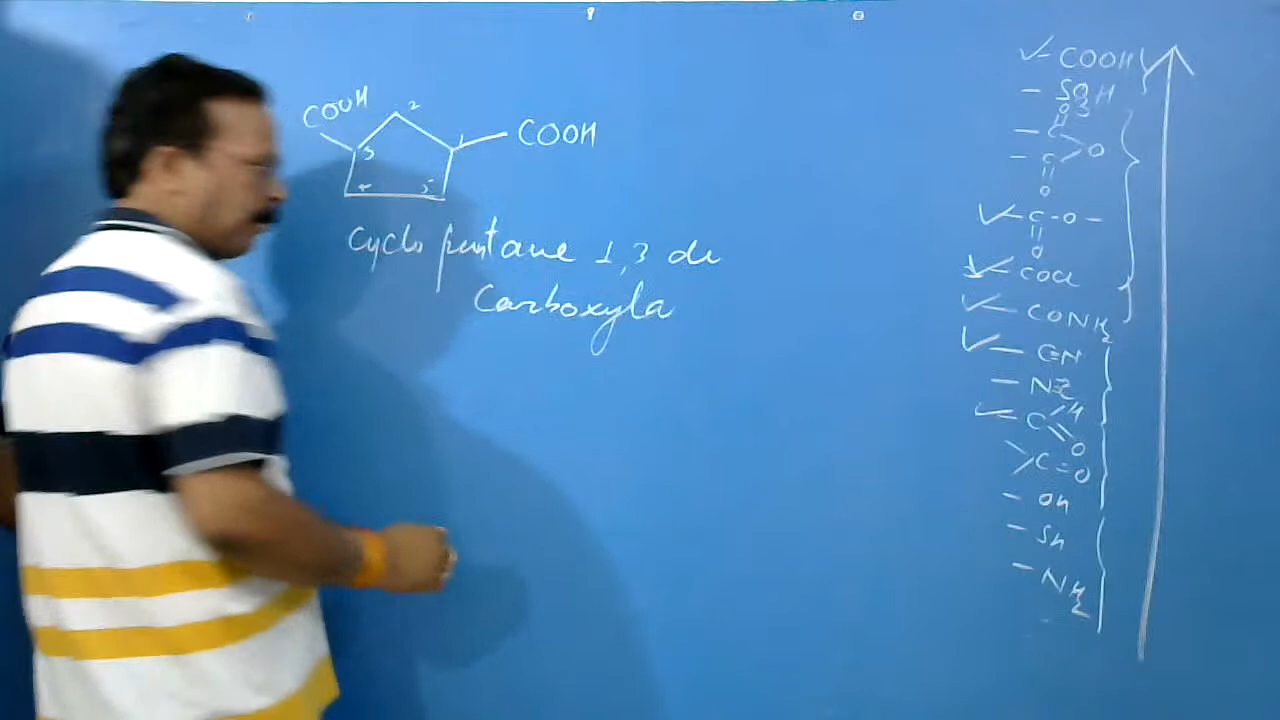 COOH
2
1
COOH
3
4
5
cyclo pentane 1,3 di
Carboxyla
- COOH
- SO3H
O
- C
O
- C
O
- C - O -
O
- COCl
- CONH2
- C≡N
- N≡C
- C H
O
C = O
- OH
- SH
- NH2